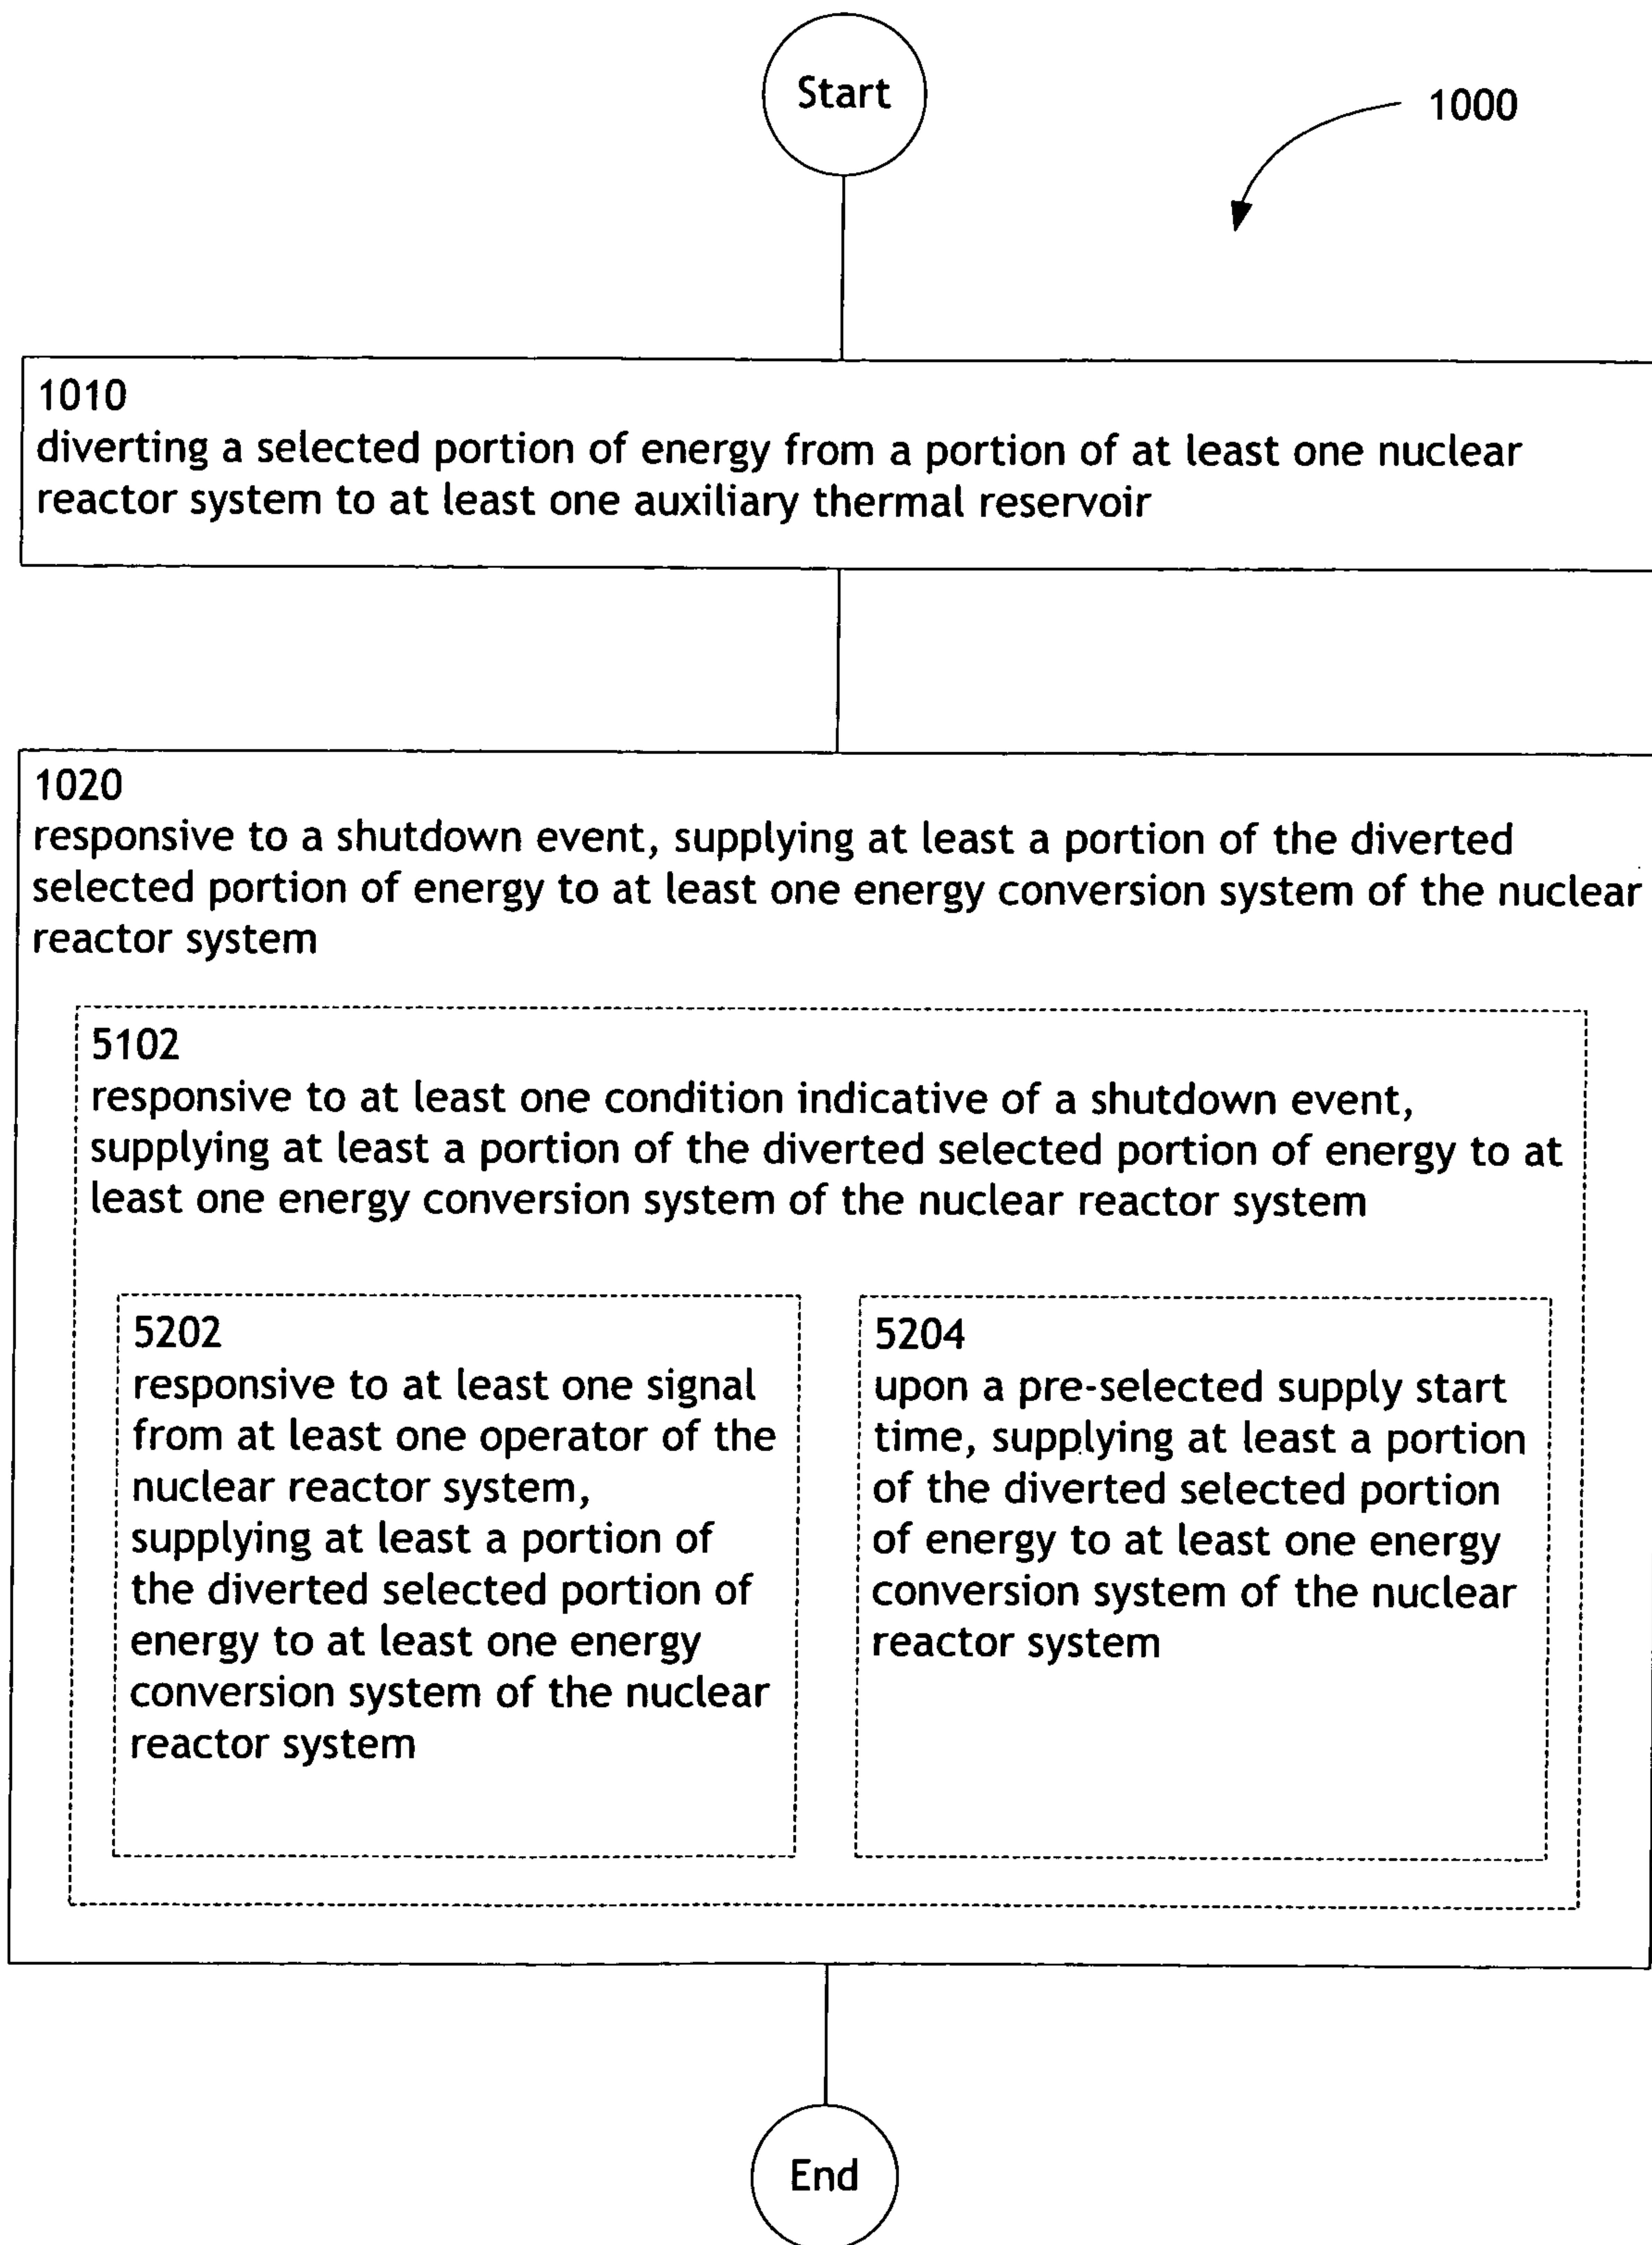 Start
1000
1010
diverting a selected portion of energy from a portion of at least one nuclear
reactor system to at least one auxiliary thermal reservoir
1020
responsive to a shutdown event, supplying at least a portion of the diverted
selected portion of energy to at least one energy conversion system of the nuclear
reactor system
5102
responsive to at least one condition indicative of a shutdown event,
supplying at least a portion of the diverted selected portion of energy to at
least one energy conversion system of the nuclear reactor system
5202
responsive to at least one signal
from at least one operator of the
nuclear reactor system,
supplying at least a portion of
the diverted selected portion of
energy to at least one energy
conversion system of the nuclear
reactor system
5204
upon a pre-selected supply start
time, supplying at least a portion
of the diverted selected portion
of energy to at least one energy
conversion system of the nuclear
reactor system
End